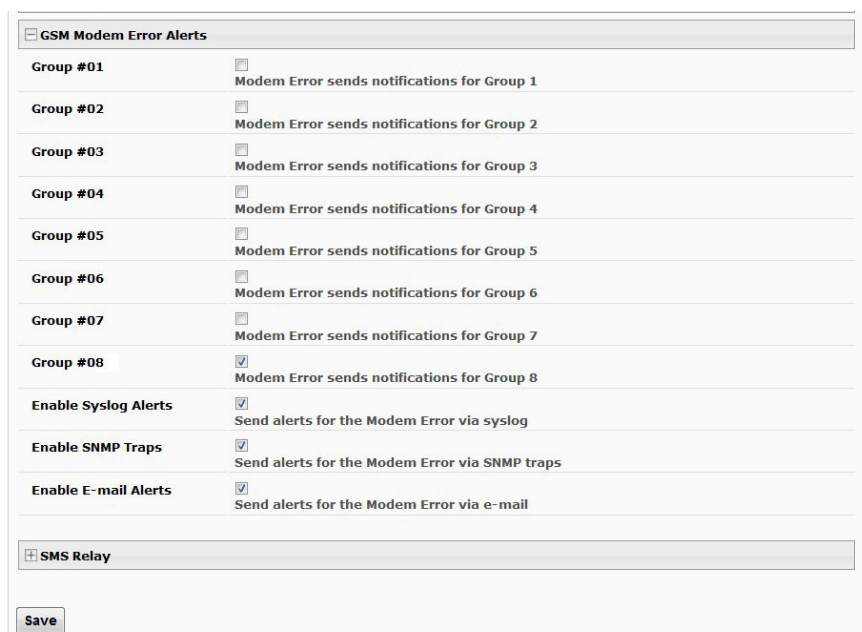 GSM Modem Error Alerts
Group #01
Modem Error sends notifications for Group 1
Group #02
Modem Error sends notifications for Group 2
Group #03
Modem Error sends notifications for Group 3
Group #04
Modem Error sends notifications for Group 4
Group #05
Modem Error sends notifications for Group 5
Group #06
Modem Error sends notifications for Group 6
Group #07
Modem Error sends notifications for Group 7
Group #08
Modem Error sends notifications for Group 8
Enable Syslog Alerts
Send alerts for the Modem Error via syslog
Enable SNMP Traps
Send alerts for the Modem Error via SNMP traps
Enable E-mail Alerts
Send alerts for the Modem Error via e-mail
SMS Relay
Save